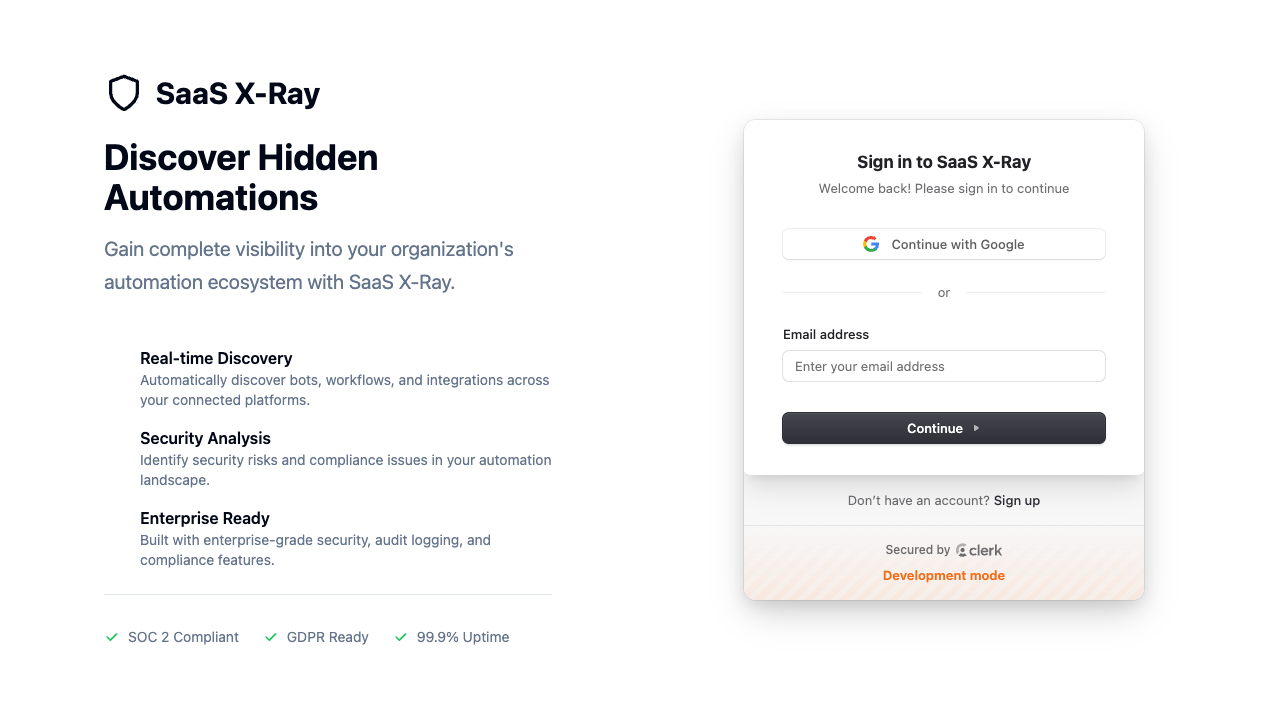 SaaS X-Ray
Discover Hidden
Automations
Gain complete visibility into your organization's
automation ecosystem with SaaS X-Ray.
Real-time Discovery
Automatically discover bots, workflows, and integrations across
your connected platforms.
Security Analysis
Identify security risks and compliance issues in your automation
landscape.
Enterprise Ready
Built with enterprise-grade security, audit logging, and
compliance features.
SOC 2 Compliant
GDPR Ready
99.9% Uptime
Sign in to SaaS X-Ray
Welcome back! Please sign in to continue
Continue with Google
or
Email address
Enter your email address
Continue
Don’t have an account? Sign up
Secured by clerk
Development mode